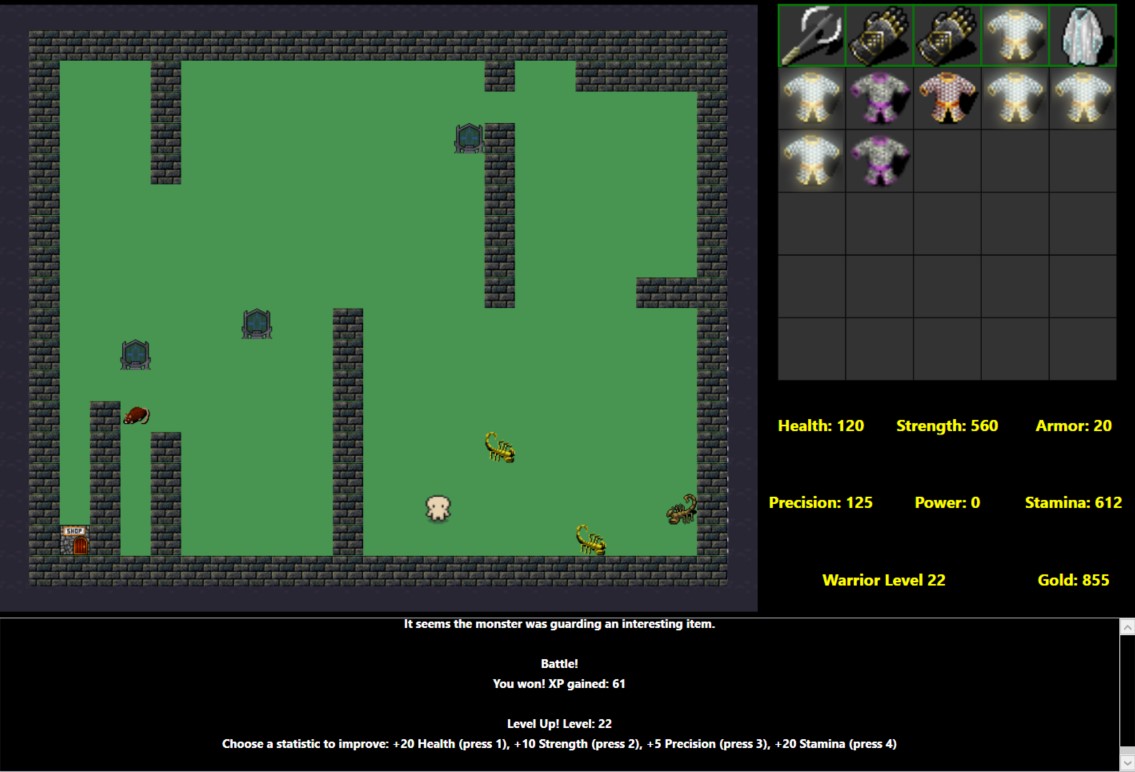 SHOP
Health: 120 Strength: 560 Armor: 20
Precision: 125 Power: 0 Stamina: 612
Warrior Level 22 Gold: 855
It seems the monster was guarding an interesting item.
Battle!
You won! XP gained: 61
Level Up! Level: 22
Choose a statistic to improve: +20 Health (press 1), +10 Strength (press 2), +5 Precision (press 3), +20 Stamina (press 4)